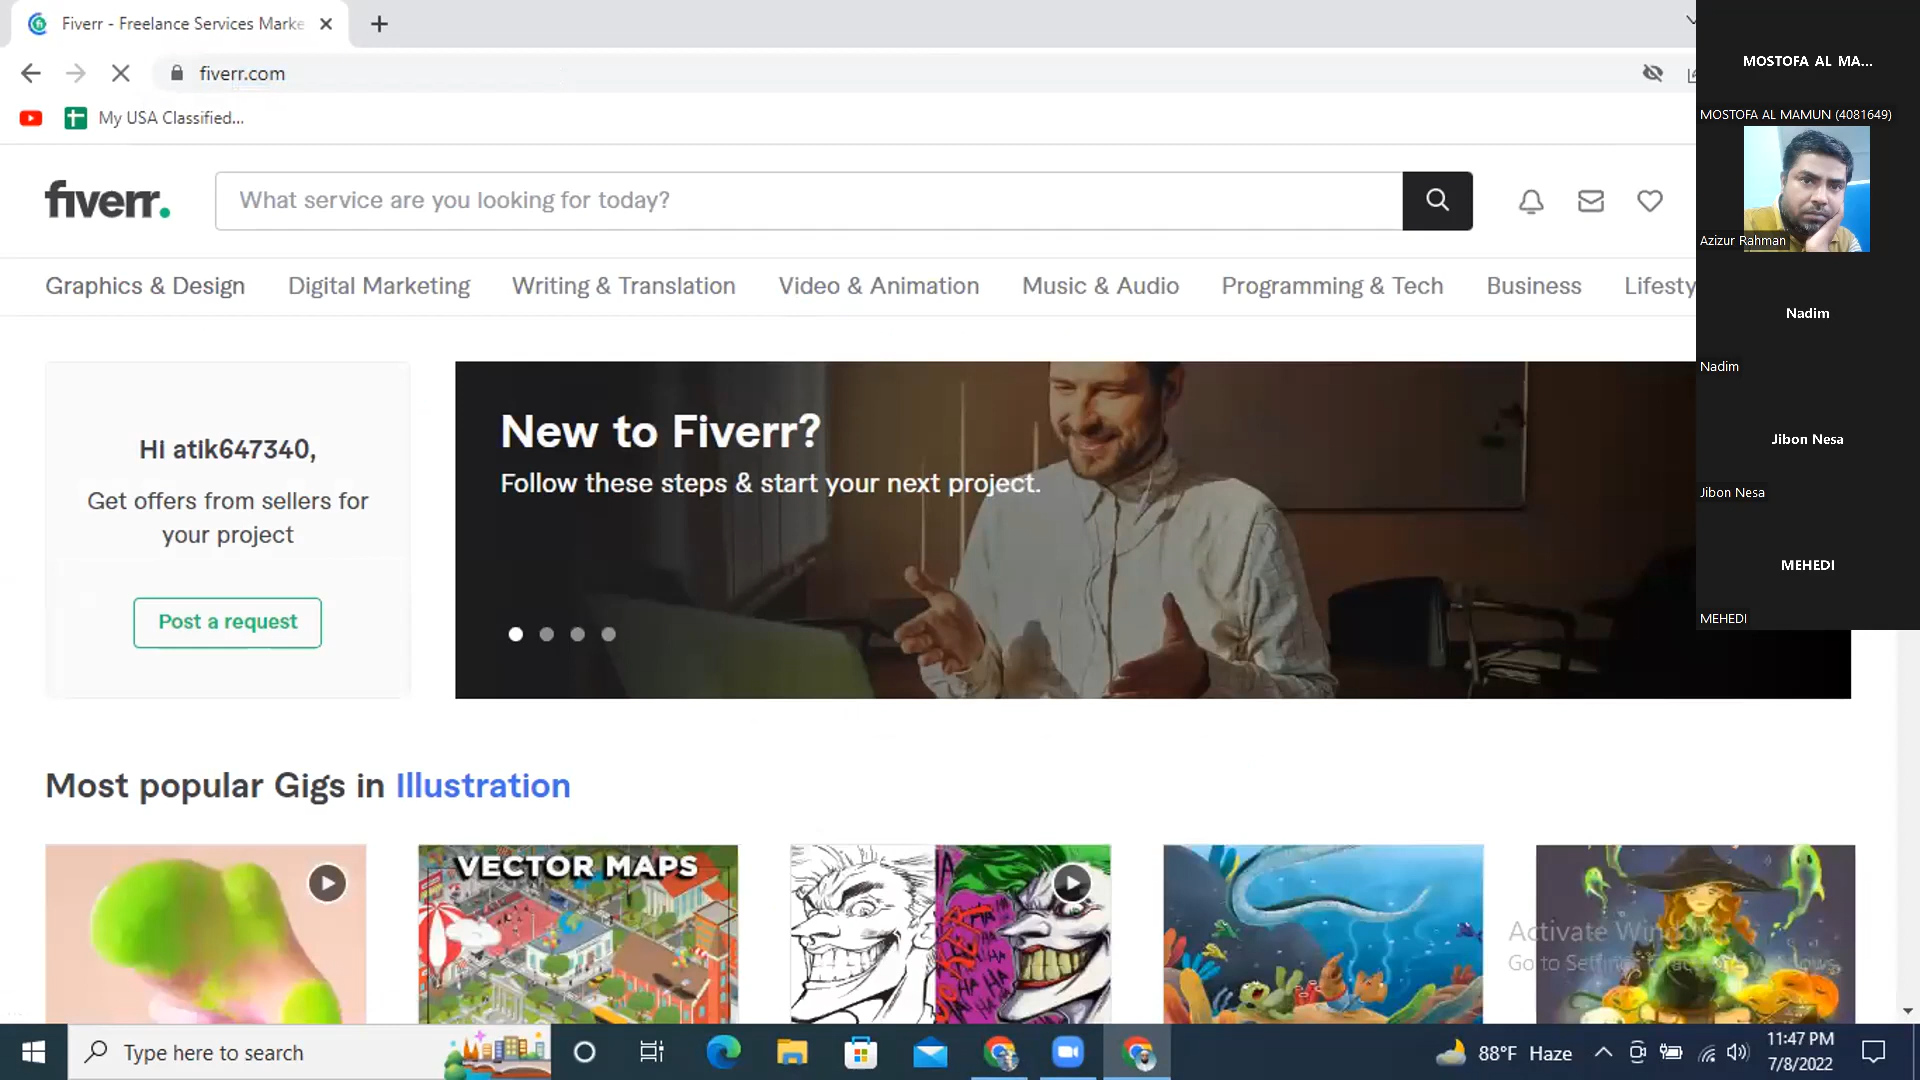 Fiverr - Freelance Services Marke
fiverr.com
My USA Classified...
fiverr.
What service are you looking for today?
Graphics & Design Digital Marketing Writing & Translation Video & Animation Music & Audio Programming & Tech Business Lifesty
MOSTOFA AL MA...
MOSTOFA AL MAMUN (4081649)
Azizur Rahman
Nadim
Nadim
Jibon Nesa
Jibon Nesa
MEHEDI
MEHEDI
Hi atik647340,
Get offers from sellers for
your project
Post a request
New to Fiverr?
Follow these steps & start your next project.
Most popular Gigs in Illustration
VECTOR MAPS
HA
HA
HA
HA
Activate Windows
Go to Settings to activate Windows.
Type here to search
88°F Haze
11:47 PM
7/8/2022